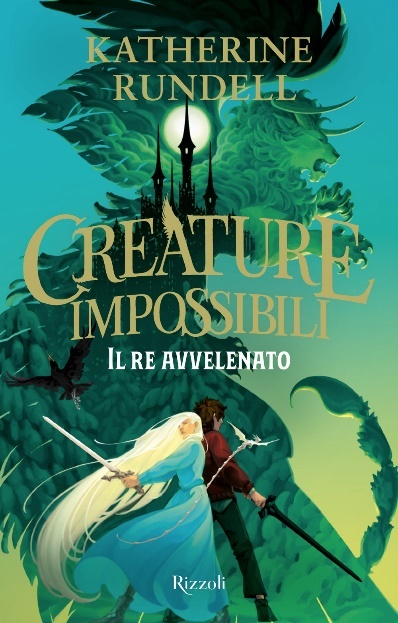 KATHERINE
RUNDELL
CREATURE
IMPOSSIBILI
IL RE AVVELENATO
Rizzoli